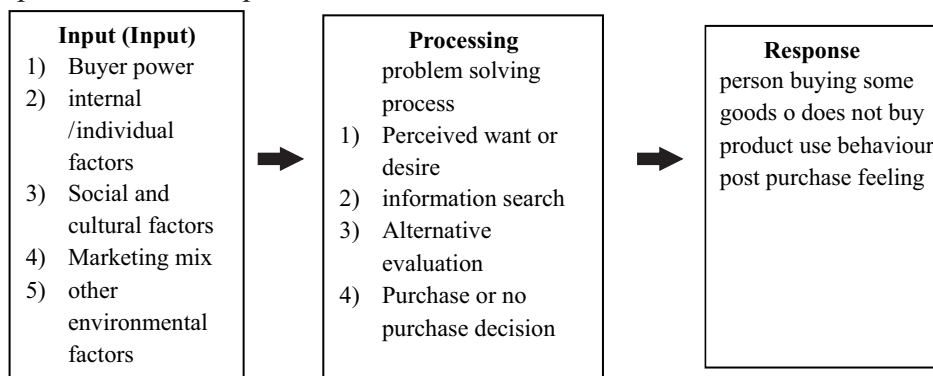 Input (Input)
1) Buyer power
2) internal
/individual
factors
3) Social and
cultural factors
4) Marketing mix
5) other
environmental
factors
Processing
problem solving
process
1) Perceived want or
desire
2) information search
3) Alternative
evaluation
4) Purchase or no
purchase decision
Response
person buying some
goods o does not buy
product use behaviour
post purchase feeling